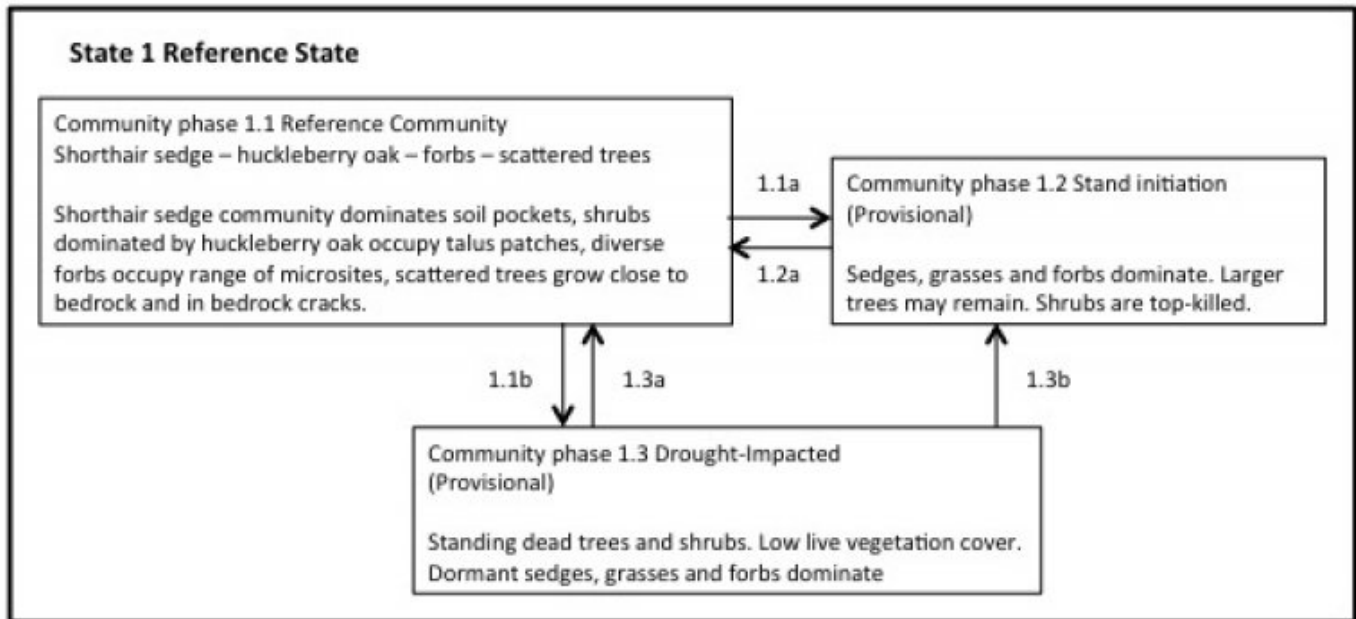 State 1 Reference State
Community phase 1.1 Reference Community
Shorthair sedge – huckleberry oak – forbs – scattered trees
Shorthair sedge community dominates soil pockets, shrubs
dominated by huckleberry oak occupy talus patches, diverse
forbs occupy range of microsites, scattered trees grow close to
bedrock and in bedrock cracks.
1.1a
1.2a
Community phase 1.2 Stand initiation
(Provisional)
Sedges, grasses and forbs dominate. Larger
trees may remain. Shrubs are top-killed.
1.1b
1.3a
1.3b
Community phase 1.3 Drought-Impacted
(Provisional)
Standing dead trees and shrubs. Low live vegetation cover.
Dormant sedges, grasses and forbs dominate